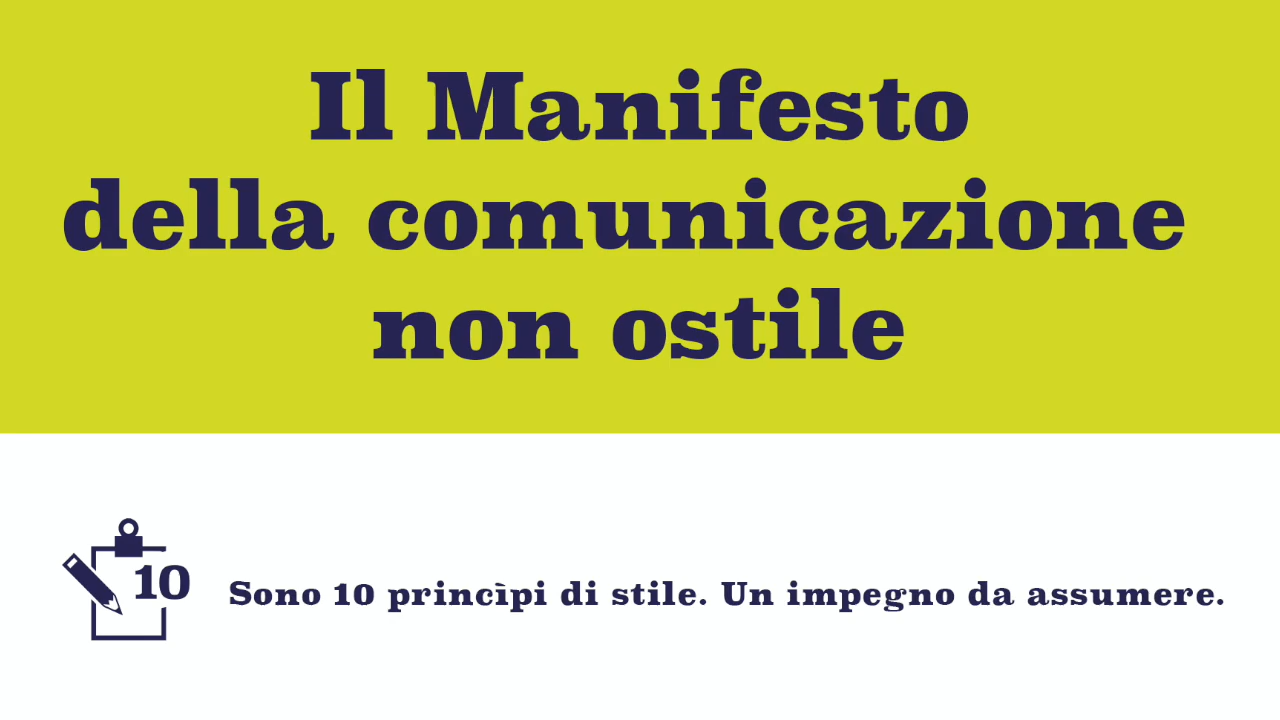 Il Manifesto
della comunicazione
non ostile
10
Sono 10 princìpi di stile. Un impegno da assumere.